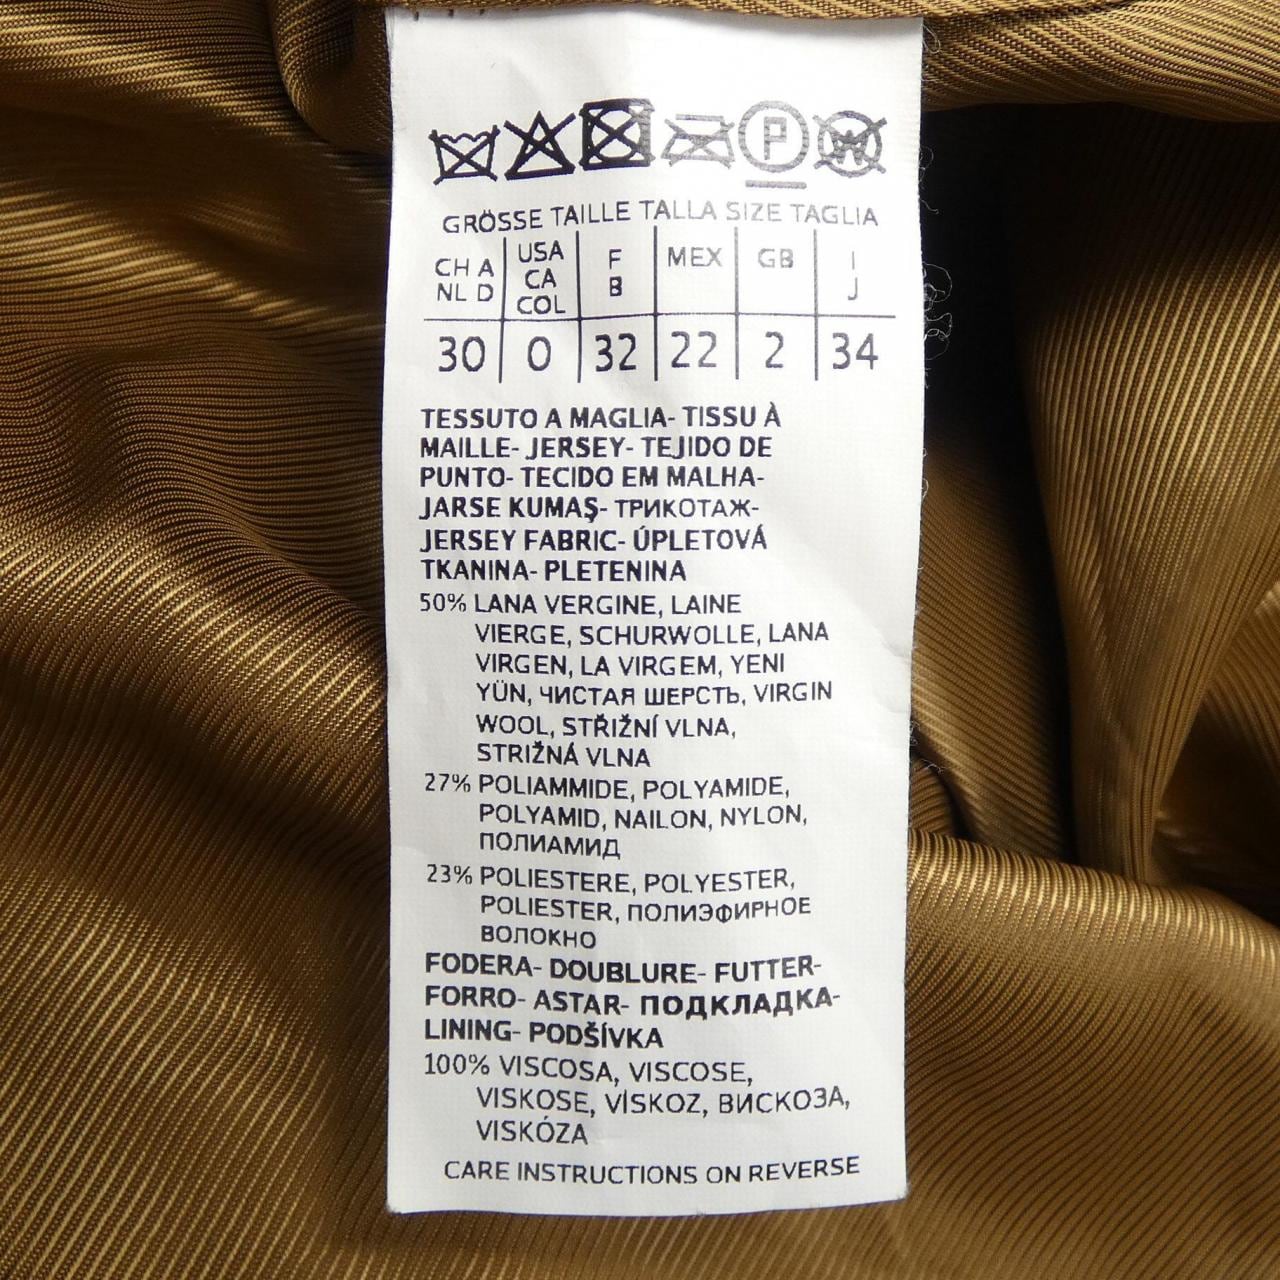 P
W
GRÖSSE TAILLE TALLA SIZE TAGLIA
CH A NL D | USA CA COL | F B | MEX | GB | I J
30 | 0 | 32 | 22 | 2 | 34
TESSUTO A MAGLIA- TISSU À
MAILLE- JERSEY- TEJIDO DE
PUNTO- TECIDO EM MALHA-
JARSE KUMAŞ- ТРИКОТАЖ-
JERSEY FABRIC- ÚPLETOVÁ
TKANINA- PLETENINA
50% LANA VERGINE, LAINE
VIERGE, SCHURWOLLE, LANA
VIRGEN, LA VIRGEM, YENI
YÜN, ЧИСТАЯ ШЕРСТЬ, VIRGIN
WOOL, STŘIŽNÍ VLNA,
STRIŽNÁ VLNA
27% POLIAMMIDE, POLYAMIDE,
POLYAMID, NAILON, NYLON,
ПОЛИАМИД
23% POLIESTERE, POLYESTER,
POLIESTER, ПОЛИЭФИРНОЕ
ВОЛОКНО
FODERA- DOUBLURE- FUTTER-
FORRO- ASTAR- ПОДКЛАДКА-
LINING- PODŠÍVKA
100% VISCOSA, VISCOSE,
VISKOSE, VİSKOZ, ВИСКОЗА,
VISKÓZA
CARE INSTRUCTIONS ON REVERSE